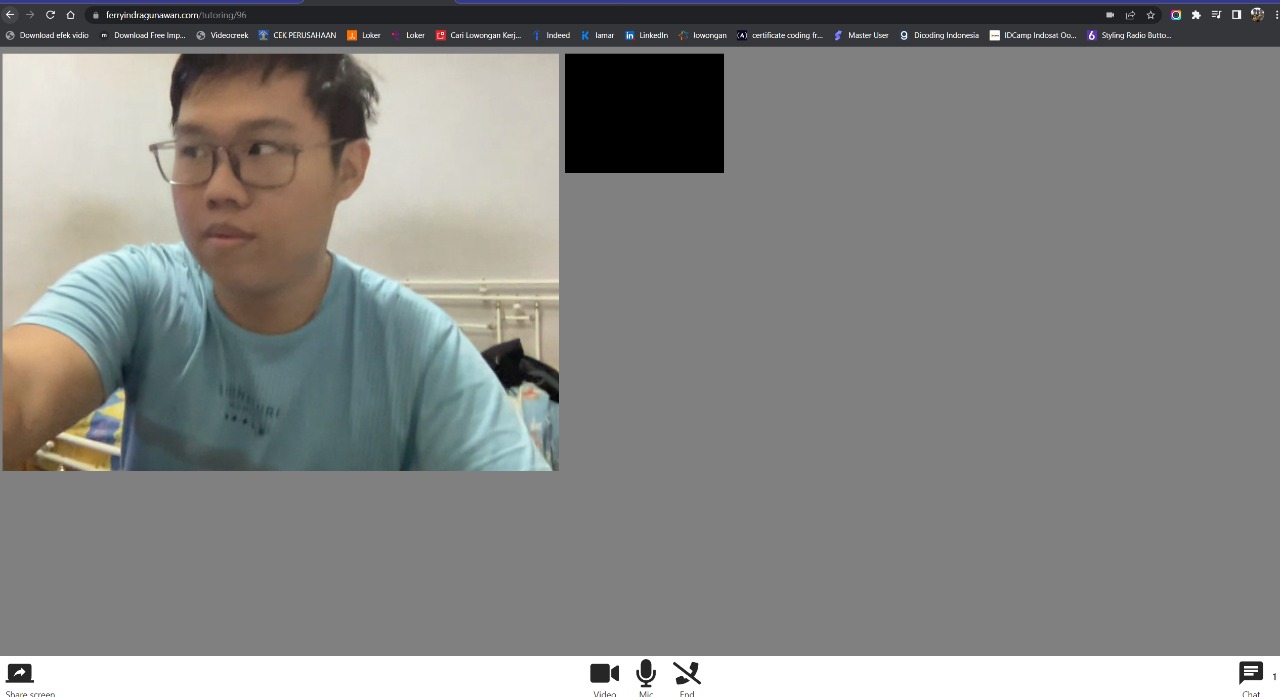 ferryindragunawan.com/tutoring/96
Download efek vidio
Download Free Imp...
Videocreek
CEK PERUSAHAAN
Loker
Loker
Cari Lowongan Kerj...
Indeed
lamar
LinkedIn
lowongan
certificate coding fr...
Master User
Dicoding Indonesia
IDCamp Indosat Oo...
Styling Radio Butto...
Share screen
Video
Mic
End
Chat
1